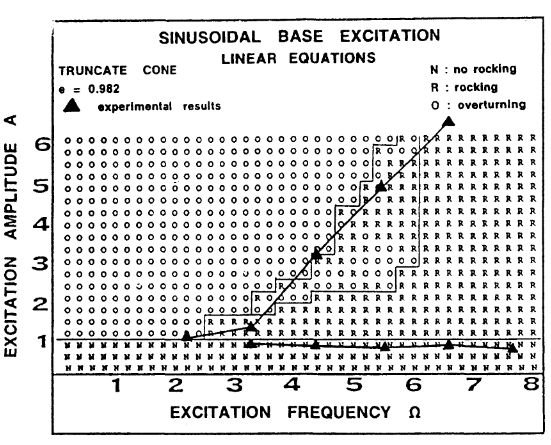 SINUSOIDAL BASE EXCITATION
LINEAR EQUATIONS
TRUNCATE CONE
e = 0.982
experimental results
N : no rocking
R : rocking
O : overturning
EXCITATION AMPLITUDE A
6
5
4
3
2
1
1 2 3 4 5 6 7 8
EXCITATION FREQUENCY Ω